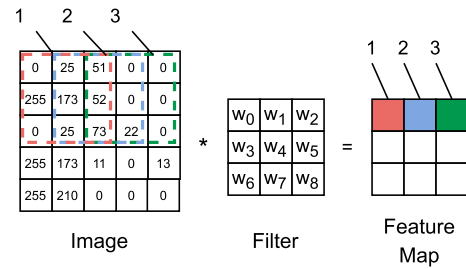 1 2 3
1 2 3
0 25 51 0 0
255 173 52 0 0
0 25 73 22 0
255 173 11 0 13
255 210 0 0 0
*
w0 w1 w2
w3 w4 w5
w6 w7 w8
=
Image
Filter
Feature
Map